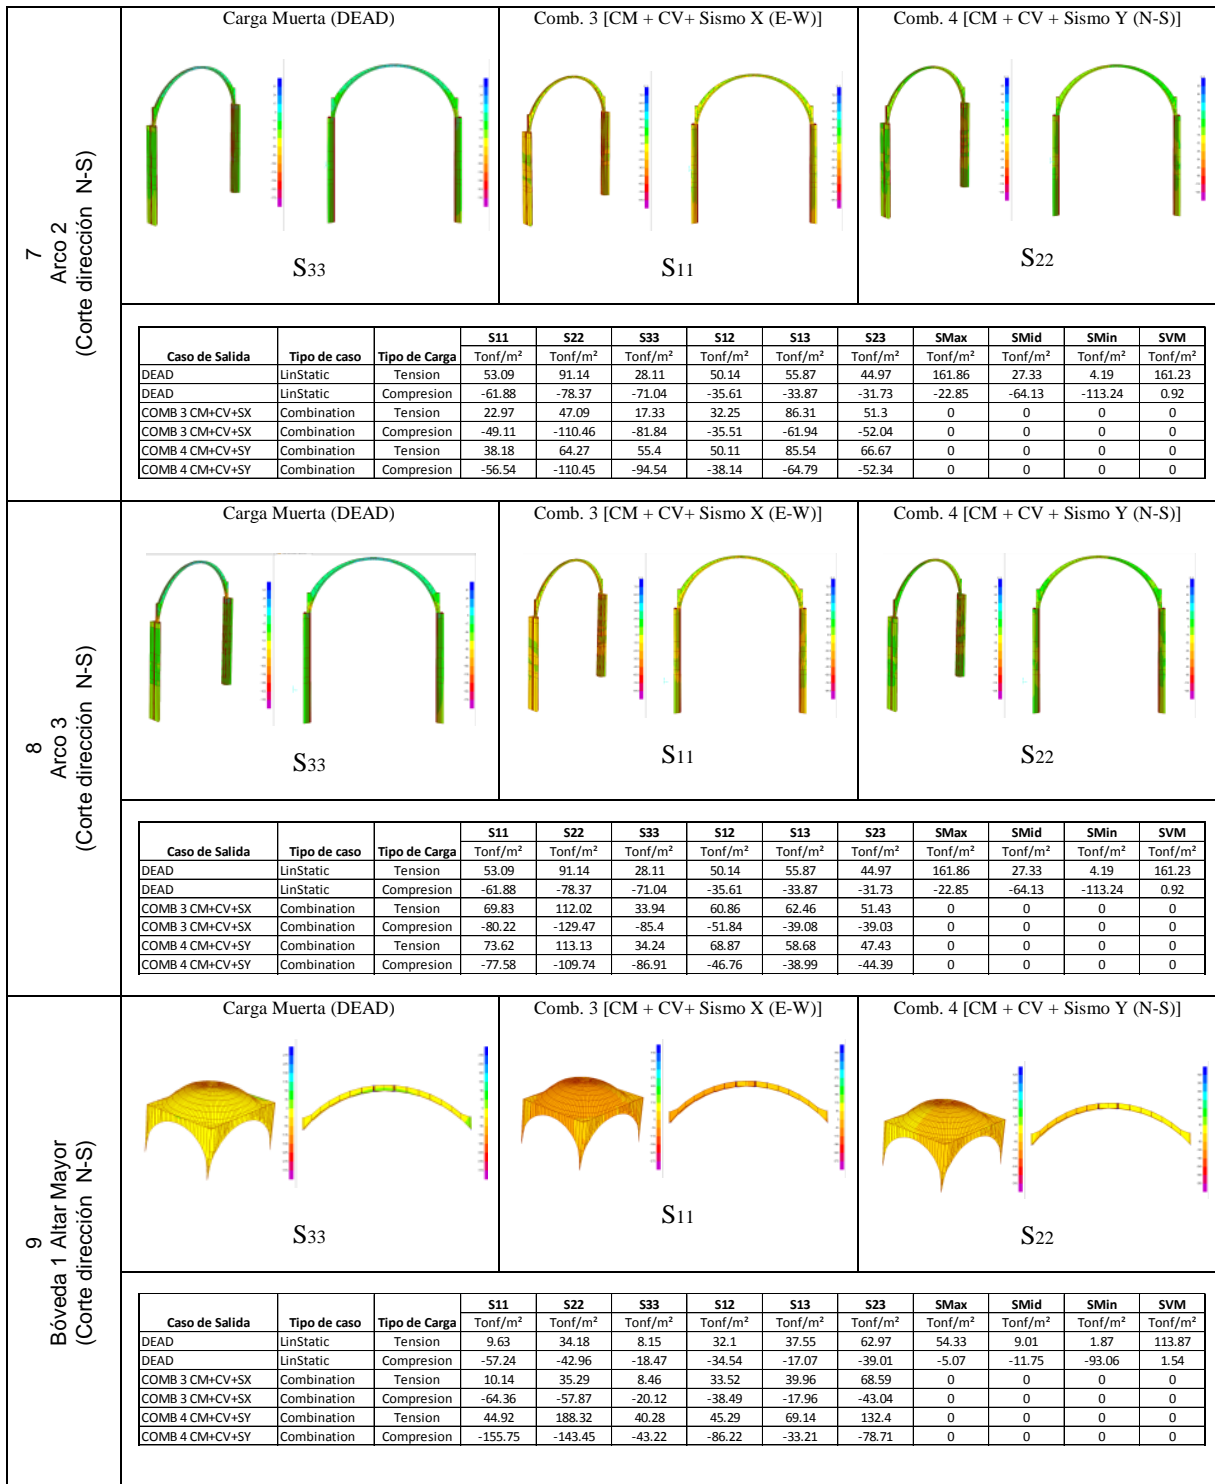 7
Arco 2
(Corte dirección N-S)
Carga Muerta (DEAD)
Comb. 3 [CM + CV+ Sismo X (E-W)]
Comb. 4 [CM + CV + Sismo Y (N-S)]
S33
S11
S22
S11 S22 S33 S12 S13 S23 SMax SMid SMin SVM
Caso de Salida Tipo de caso Tipo de Carga Tonf/m² Tonf/m² Tonf/m² Tonf/m² Tonf/m² Tonf/m² Tonf/m² Tonf/m² Tonf/m² Tonf/m²
DEAD LinStatic Tension 53.09 91.14 28.11 50.14 55.87 44.97 161.86 27.33 4.19 161.23
DEAD LinStatic Compresion -61.88 -78.37 -71.04 -35.61 -33.87 -31.73 -22.85 -64.13 -113.24 0.92
COMB 3 CM+CV+SX Combination Tension 22.97 47.09 17.33 32.25 86.31 51.3 0 0 0 0
COMB 3 CM+CV+SX Combination Compresion -49.11 -110.46 -81.84 -35.51 -61.94 -52.04 0 0 0 0
COMB 4 CM+CV+SY Combination Tension 38.18 64.27 55.4 50.11 85.54 66.67 0 0 0 0
COMB 4 CM+CV+SY Combination Compresion -56.54 -110.45 -94.54 -38.14 -64.79 -52.34 0 0 0 0
8
Arco 3
(Corte dirección N-S)
Carga Muerta (DEAD)
Comb. 3 [CM + CV+ Sismo X (E-W)]
Comb. 4 [CM + CV + Sismo Y (N-S)]
S33
S11
S22
S11 S22 S33 S12 S13 S23 SMax SMid SMin SVM
Caso de Salida Tipo de caso Tipo de Carga Tonf/m² Tonf/m² Tonf/m² Tonf/m² Tonf/m² Tonf/m² Tonf/m² Tonf/m² Tonf/m² Tonf/m²
DEAD LinStatic Tension 53.09 91.14 28.11 50.14 55.87 44.97 161.86 27.33 4.19 161.23
DEAD LinStatic Compresion -61.88 -78.37 -71.04 -35.61 -33.87 -31.73 -22.85 -64.13 -113.24 0.92
COMB 3 CM+CV+SX Combination Tension 69.83 112.02 33.94 60.86 62.46 51.43 0 0 0 0
COMB 3 CM+CV+SX Combination Compresion -80.22 -129.47 -85.4 -51.84 -39.08 -39.03 0 0 0 0
COMB 4 CM+CV+SY Combination Tension 73.62 113.13 34.24 68.87 58.68 47.43 0 0 0 0
COMB 4 CM+CV+SY Combination Compresion -77.58 -109.74 -86.91 -46.76 -38.99 -44.39 0 0 0 0
9
Bóveda 1 Altar Mayor
(Corte dirección N-S)
Carga Muerta (DEAD)
Comb. 3 [CM + CV+ Sismo X (E-W)]
Comb. 4 [CM + CV + Sismo Y (N-S)]
S33
S11
S22
S11 S22 S33 S12 S13 S23 SMax SMid SMin SVM
Caso de Salida Tipo de caso Tipo de Carga Tonf/m² Tonf/m² Tonf/m² Tonf/m² Tonf/m² Tonf/m² Tonf/m² Tonf/m² Tonf/m² Tonf/m²
DEAD LinStatic Tension 9.63 34.18 8.15 32.1 37.55 62.97 54.33 9.01 1.87 113.87
DEAD LinStatic Compresion -57.24 -42.96 -18.47 -34.54 -17.07 -39.01 -5.07 -11.75 -93.06 1.54
COMB 3 CM+CV+SX Combination Tension 10.14 35.29 8.46 33.52 39.96 68.59 0 0 0 0
COMB 3 CM+CV+SX Combination Compresion -64.36 -57.87 -20.12 -38.49 -17.96 -43.04 0 0 0 0
COMB 4 CM+CV+SY Combination Tension 44.92 188.32 40.28 45.29 69.14 132.4 0 0 0 0
COMB 4 CM+CV+SY Combination Compresion -155.75 -143.45 -43.22 -86.22 -33.21 -78.71 0 0 0 0